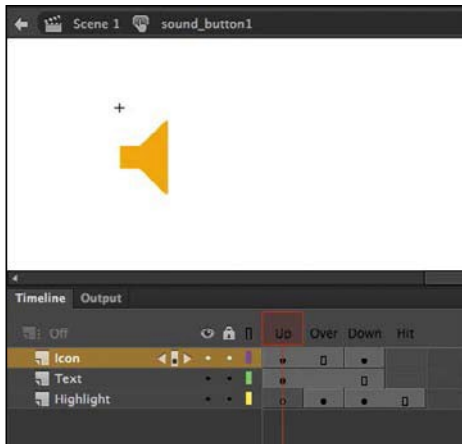 Scene 1 sound_button1
Timeline Output
Off Up Over Down Hit
Icon
Text
Highlight